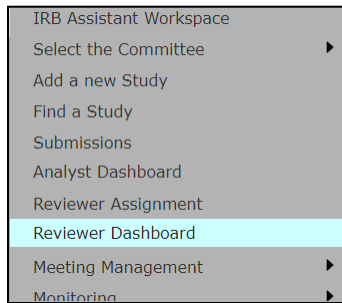 IRB Assistant Workspace
Select the Committee
Add a new Study
Find a Study
Submissions
Analyst Dashboard
Reviewer Assignment
Reviewer Dashboard
Meeting Management
Monitoring